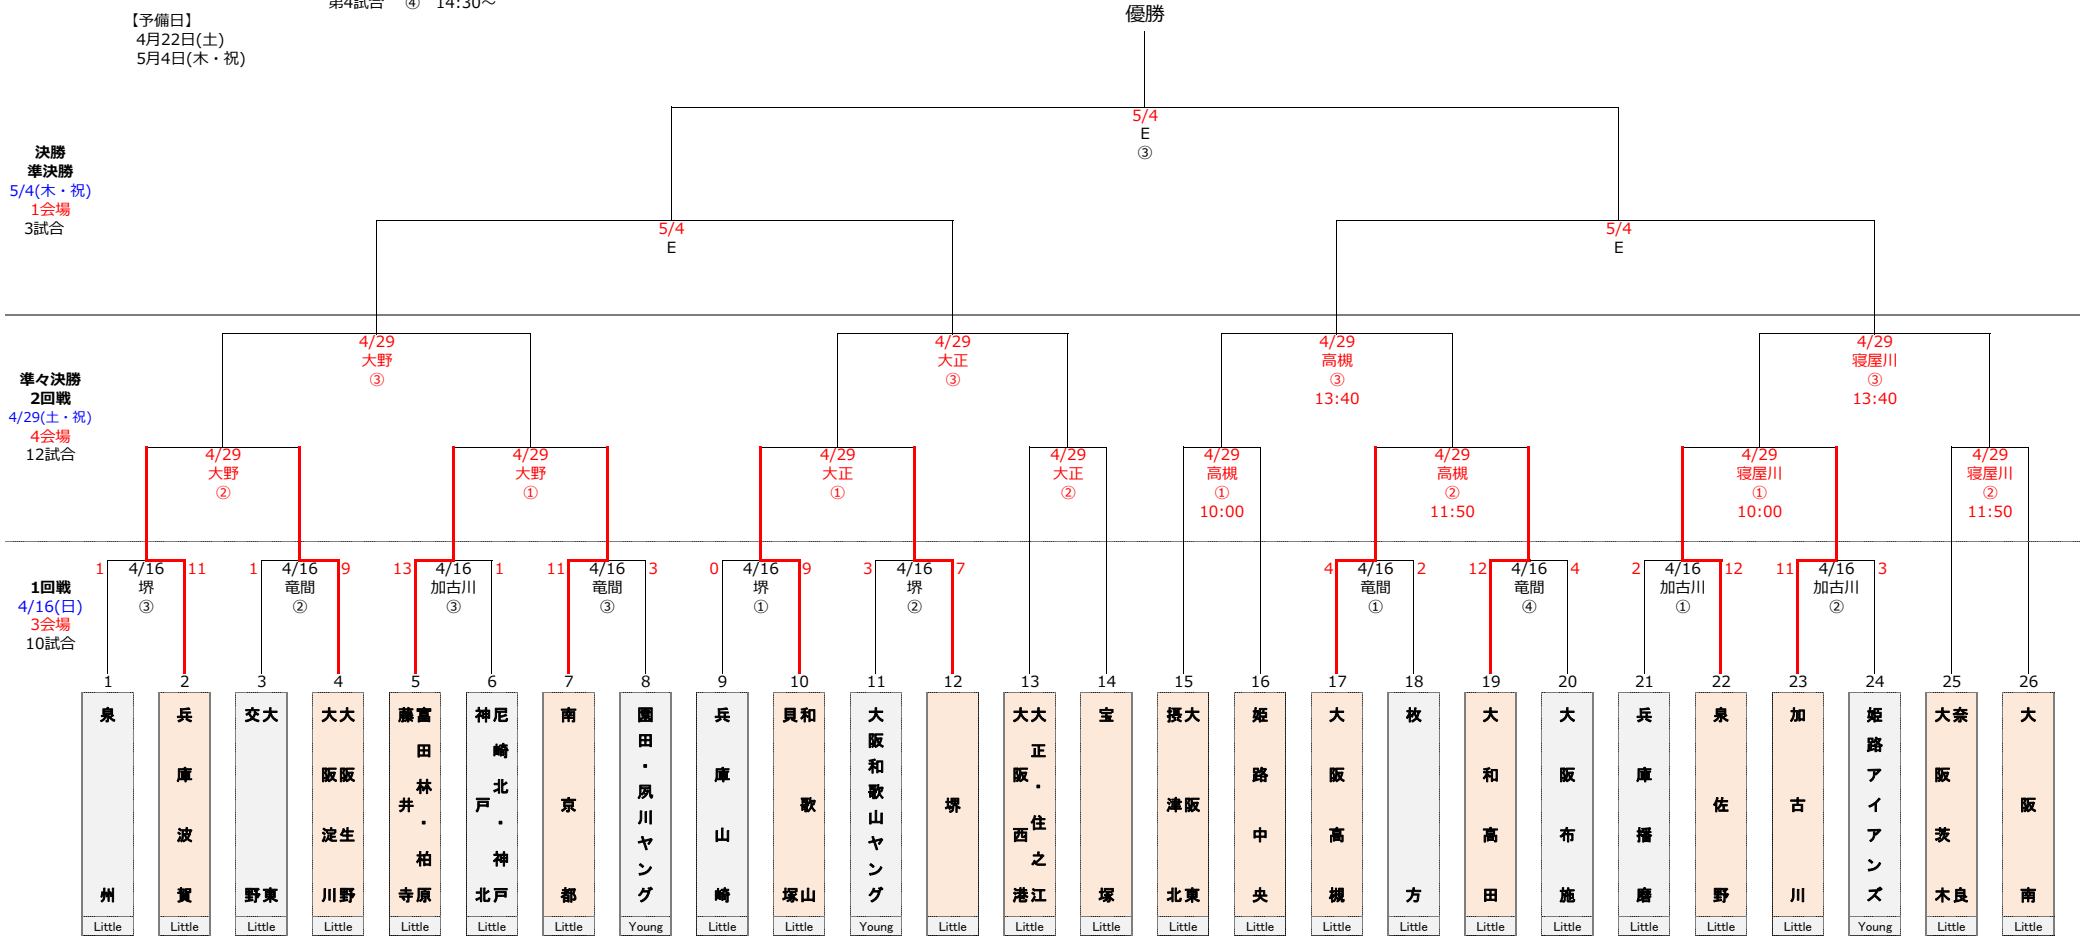 第4試合 ④ 14:30～
【予備日】
4月22日(土)
5月4日(木・祝)
優勝
5/4
E
③
決勝
準決勝
5/4(木・祝)
1会場
3試合
5/4
E
5/4
E
準々決勝
2回戦
4/29(土・祝)
4会場
12試合
4/29
大野
③
4/29
大正
③
4/29
高槻
③
13:40
4/29
寝屋川
③
13:40
4/29
大野
②
4/29
大野
①
4/29
大正
①
4/29
大正
②
4/29
高槻
①
10:00
4/29
高槻
②
11:50
4/29
寝屋川
①
10:00
4/29
寝屋川
②
11:50
1回戦
4/16(日)
3会場
10試合
1 4/16 11
堺
③
1 4/16 9
竜間
②
13 4/16 1
加古川
③
11 4/16 3
竜間
③
0 4/16 9
堺
①
3 4/16 7
堺
②
4 4/16 2
竜間
①
12 4/16 4
竜間
④
2 4/16 12
加古川
①
11 4/16 3
加古川
②
1 2 3 4 5 6 7 8 9 10 11 12 13 14 15 16 17 18 19 20 21 22 23 24 25 26
泉州
兵庫波賀
大東
交野
大阪生野
大阪淀川
富田林・柏原
藤井寺
尼崎北・神戸
神戸北
南京都
園田・夙川ヤング
兵庫山崎
和歌山
貝塚
大阪和歌山ヤング
堺
大正・住之江
大阪西港
宝塚
大阪東
摂津北
姫路中央
大阪高槻
枚方
大和高田
大阪布施
兵庫播磨
泉佐野
加古川
姫路アイアンズ
奈良
大阪茨木
大阪南
Little Little Little Little Little Little Little Young Little Little Young Little Little Little Little Little Little Little Little Little Little Little Little Young Little Little